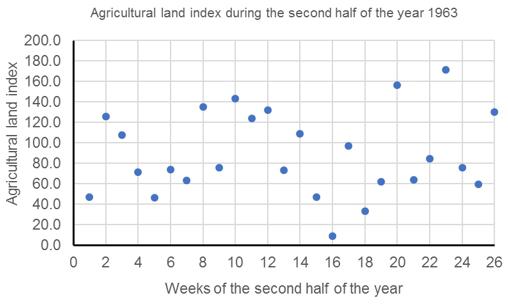 Agricultural land index during the second half of the year 1963
200.0
180.0
160.0
140.0
120.0
100.0
80.0
60.0
40.0
20.0
0.0
Agricultural land index
0 2 4 6 8 10 12 14 16 18 20 22 24 26
Weeks of the second half of the year